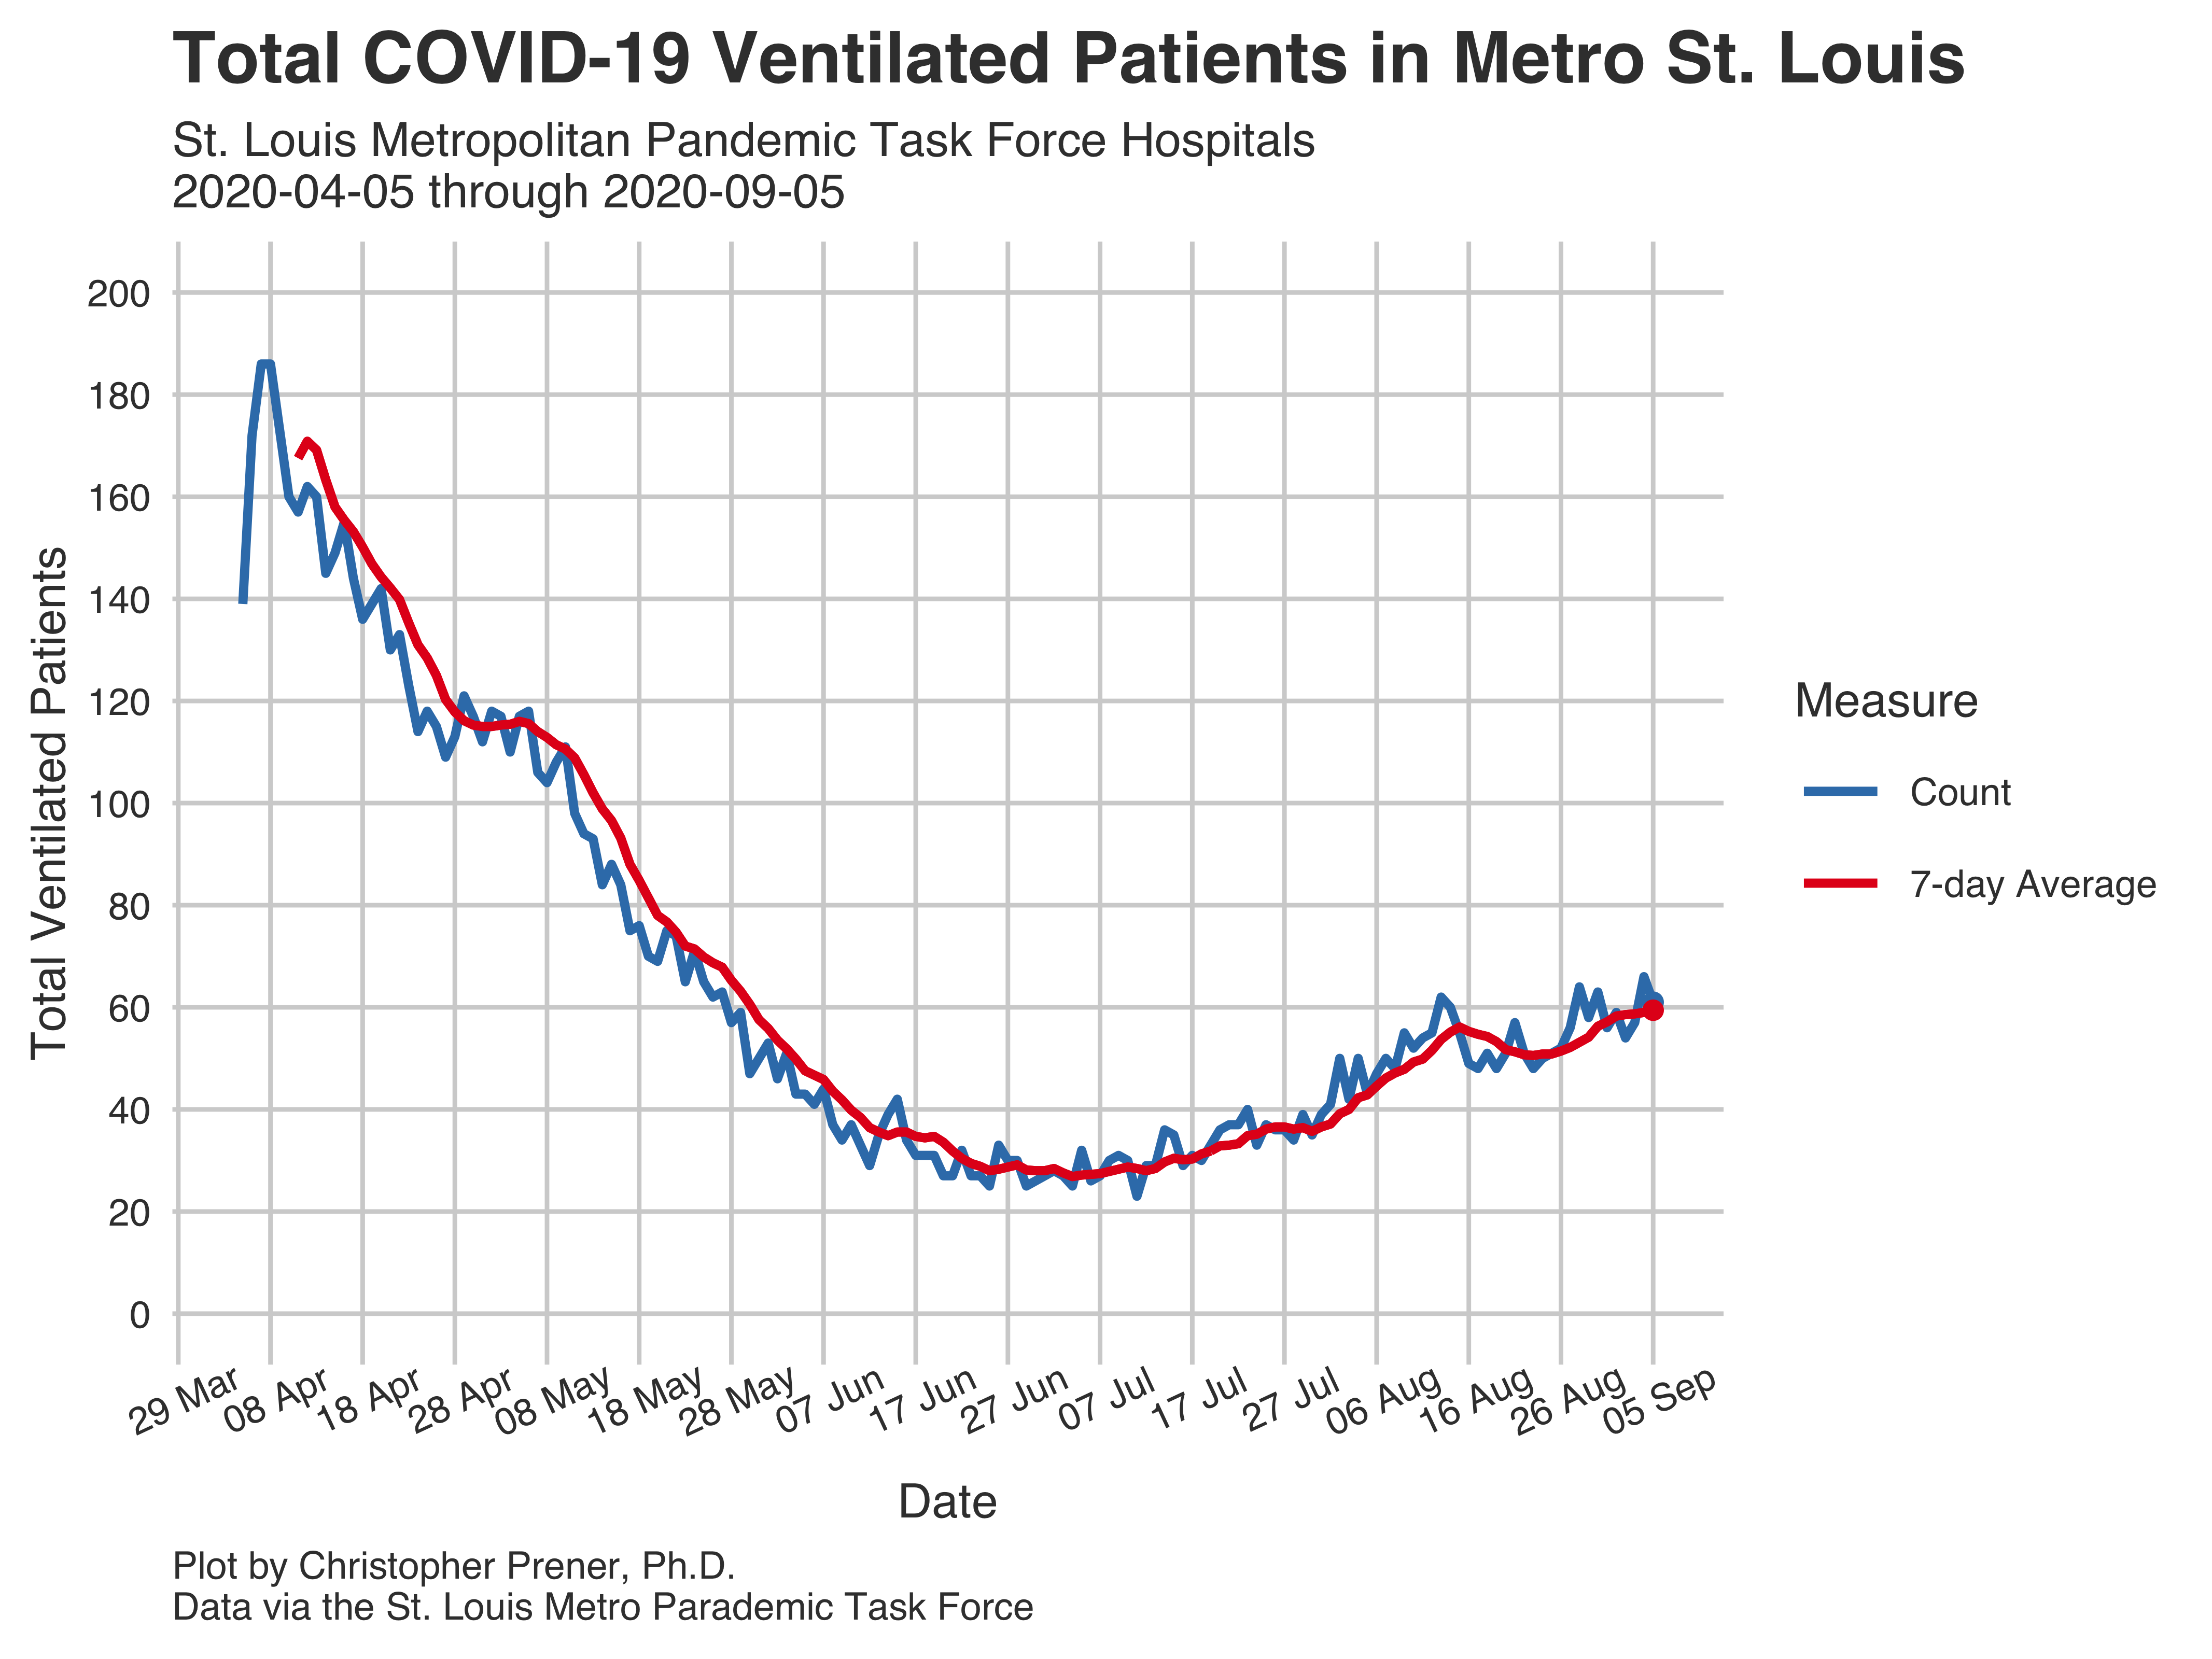 Total COVID-19 Ventilated Patients in Metro St. Louis
St. Louis Metropolitan Pandemic Task Force Hospitals
2020-04-05 through 2020-09-05
Total Ventilated Patients
200
180
160
140
120
100
80
60
40
20
0
29 Mar
08 Apr
18 Apr
28 Apr
08 May
18 May
28 May
07 Jun
17 Jun
27 Jun
07 Jul
17 Jul
27 Jul
06 Aug
16 Aug
26 Aug
05 Sep
Date
Measure
Count
7-day Average
Plot by Christopher Prener, Ph.D.
Data via the St. Louis Metro Parademic Task Force